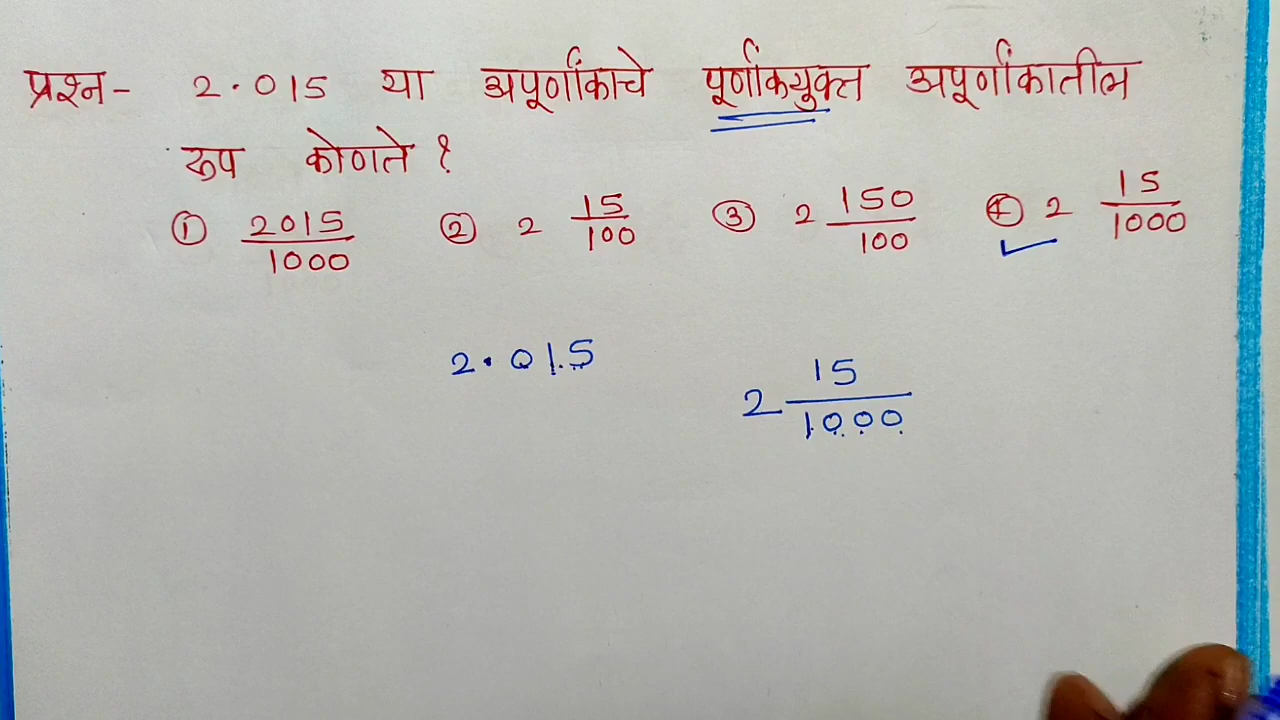 प्रश्न- 2.015 या अपूर्णांकाचे पूर्णांकयुक्त अपूर्णांकातील
रूप कोणते?
① 2015/1000 ② 2 15/100 ③ 2 150/100 ④ 2 15/1000
2.015 2 15/1000